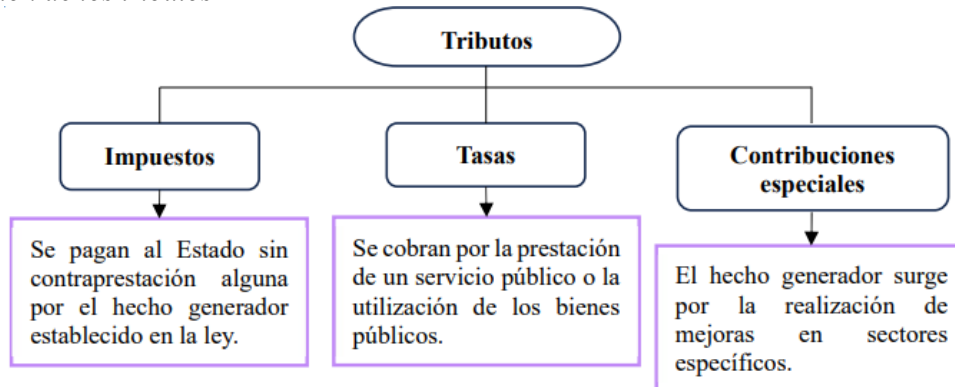 Tributos
Impuestos
Se pagan al Estado sin
contraprestación alguna
por el hecho generador
establecido en la ley.
Tasas
Se cobran por la prestación
de un servicio público o la
utilización de los bienes
públicos.
Contribuciones
especiales
El hecho generador surge
por la realización de
mejoras en sectores
específicos.